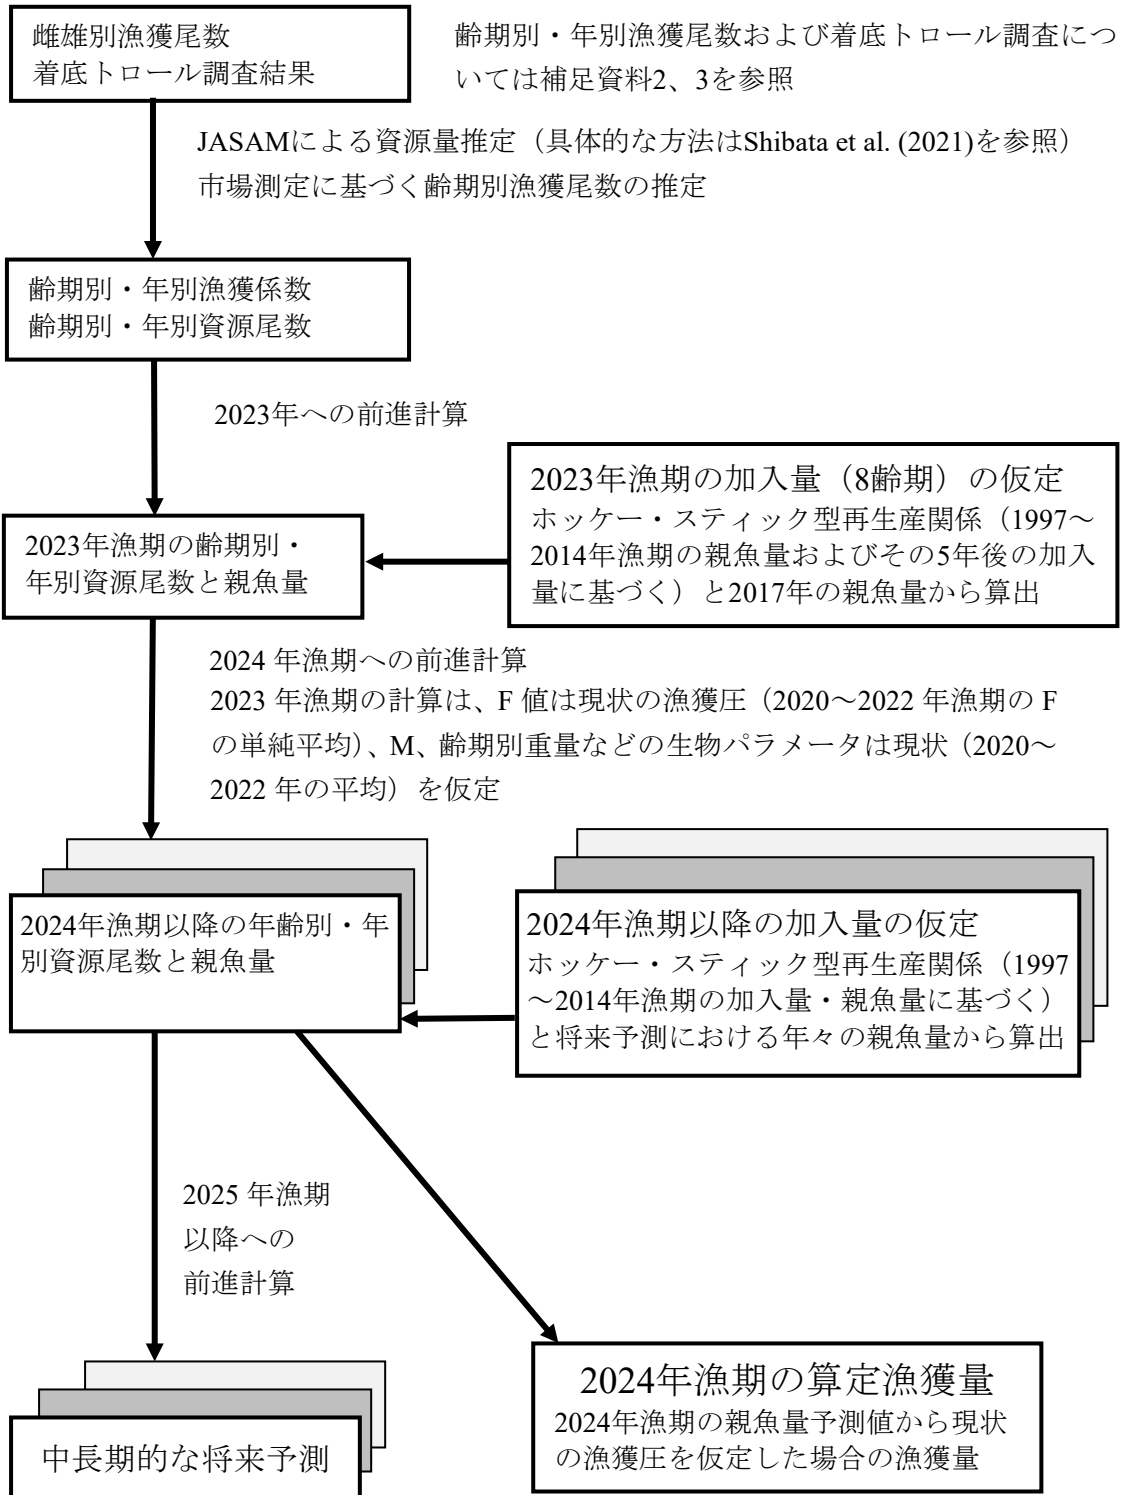 雌雄別漁獲尾数
着底トロール調査結果
齢期別・年別漁獲尾数および着底トロール調査につ
いては補足資料2、3を参照
JASAMによる資源量推定（具体的な方法はShibata et al. (2021)を参照）
市場測定に基づく齢期別漁獲尾数の推定
齢期別・年別漁獲係数
齢期別・年別資源尾数
2023年への前進計算
2023年漁期の加入量（8齢期）の仮定
ホッケー・スティック型再生産関係（1997～
2014年漁期の親魚量およびその5年後の加入
量に基づく）と2017年の親魚量から算出
2023年漁期の齢期別・
年別資源尾数と親魚量
2024 年漁期への前進計算
2023 年漁期の計算は、F 値は現状の漁獲圧（2020～2022 年漁期の F
の単純平均）、M、齢期別重量などの生物パラメータは現状（2020～
2022 年の平均）を仮定
2024年漁期以降の年齢別・年
別資源尾数と親魚量
2024年漁期以降の加入量の仮定
ホッケー・スティック型再生産関係（1997
～2014年漁期の加入量・親魚量に基づく）
と将来予測における年々の親魚量から算出
2025 年漁期
以降への
前進計算
2024年漁期の算定漁獲量
2024年漁期の親魚量予測値から現状
の漁獲圧を仮定した場合の漁獲量
中長期的な将来予測